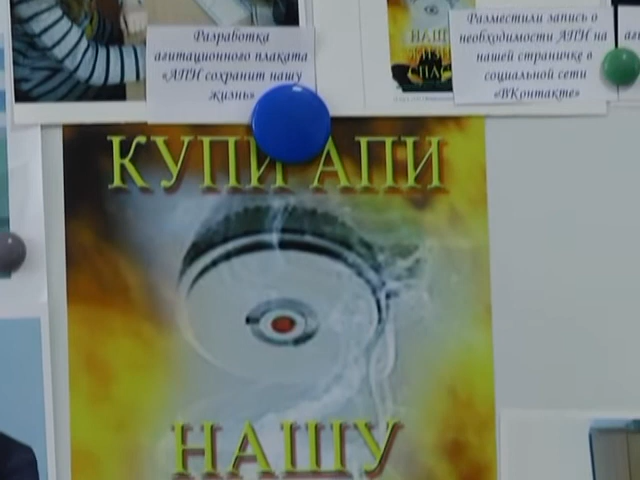 Разработка
агитационного плаката
«АПИ сохранит нашу
жизнь»
Разместили запись о
необходимости АПИ на
нашей страничке в
социальной сети
«ВКонтакте»
КУПИ АПИ
НАШУ